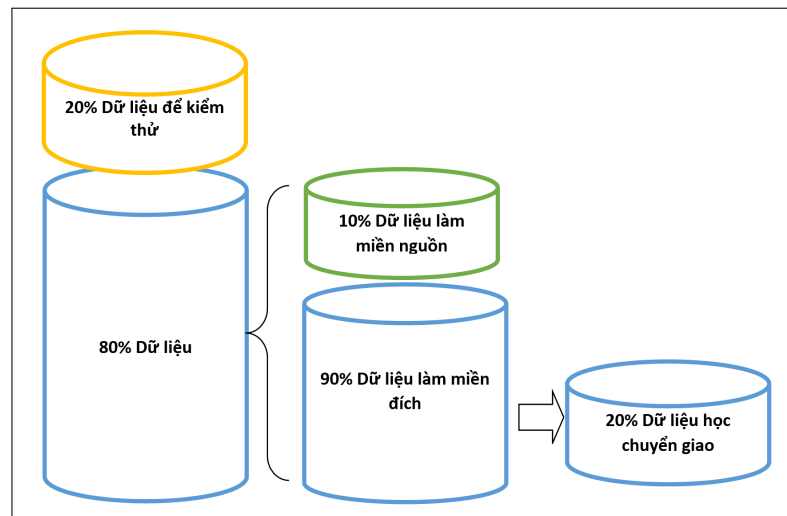 20% Dữ liệu để kiểm
thử
80% Dữ liệu
10% Dữ liệu làm
miền nguồn
90% Dữ liệu làm miền
đích
20% Dữ liệu học
chuyển giao